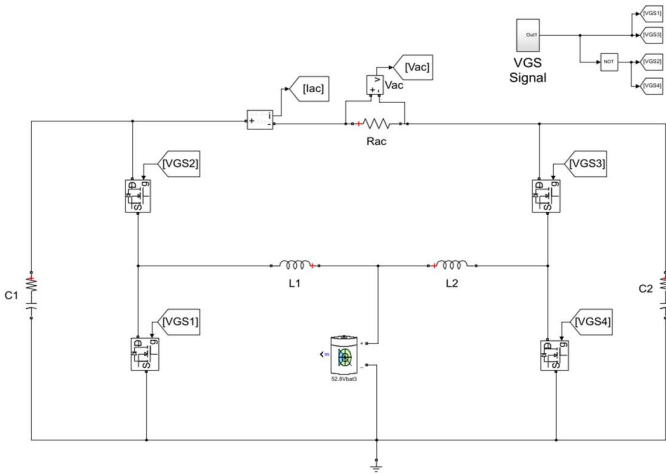 [VGS1]
Out1
[VGS3]
[Vac]
VGS
Signal
NOT
[VGS2]
[Iac]
v
Vac
+ -
[VGS4]
i
+
-
Rac
[VGS2]
g
D
S
[VGS3]
g
D
S
L1
L2
C1
C2
[VGS1]
g
D
S
[VGS4]
g
D
S
m
+
-
52.8Vbat3